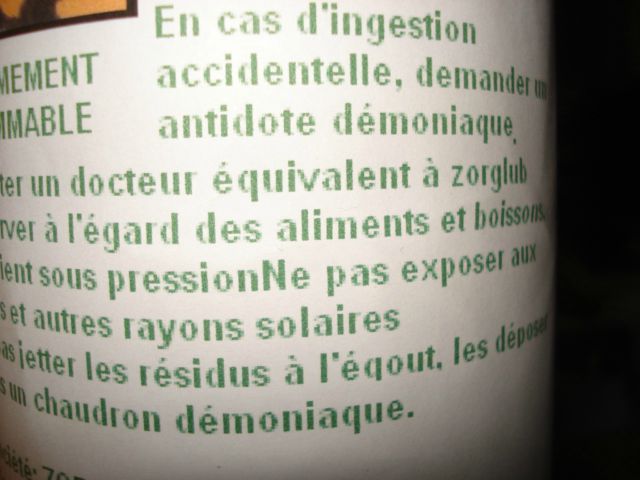 En cas d'ingestion
MEMENT accidentelle, demander un
MMABLE antidote démoniaque,
ter un docteur équivalent à zorglub
rver à l'égard des aliments et boissons.
ient sous pressionNe pas exposer aux
s et autres rayons solaires
as jetter les résidus à l'éqout, les déposer
s un chaudron démoniaque.
ciété: